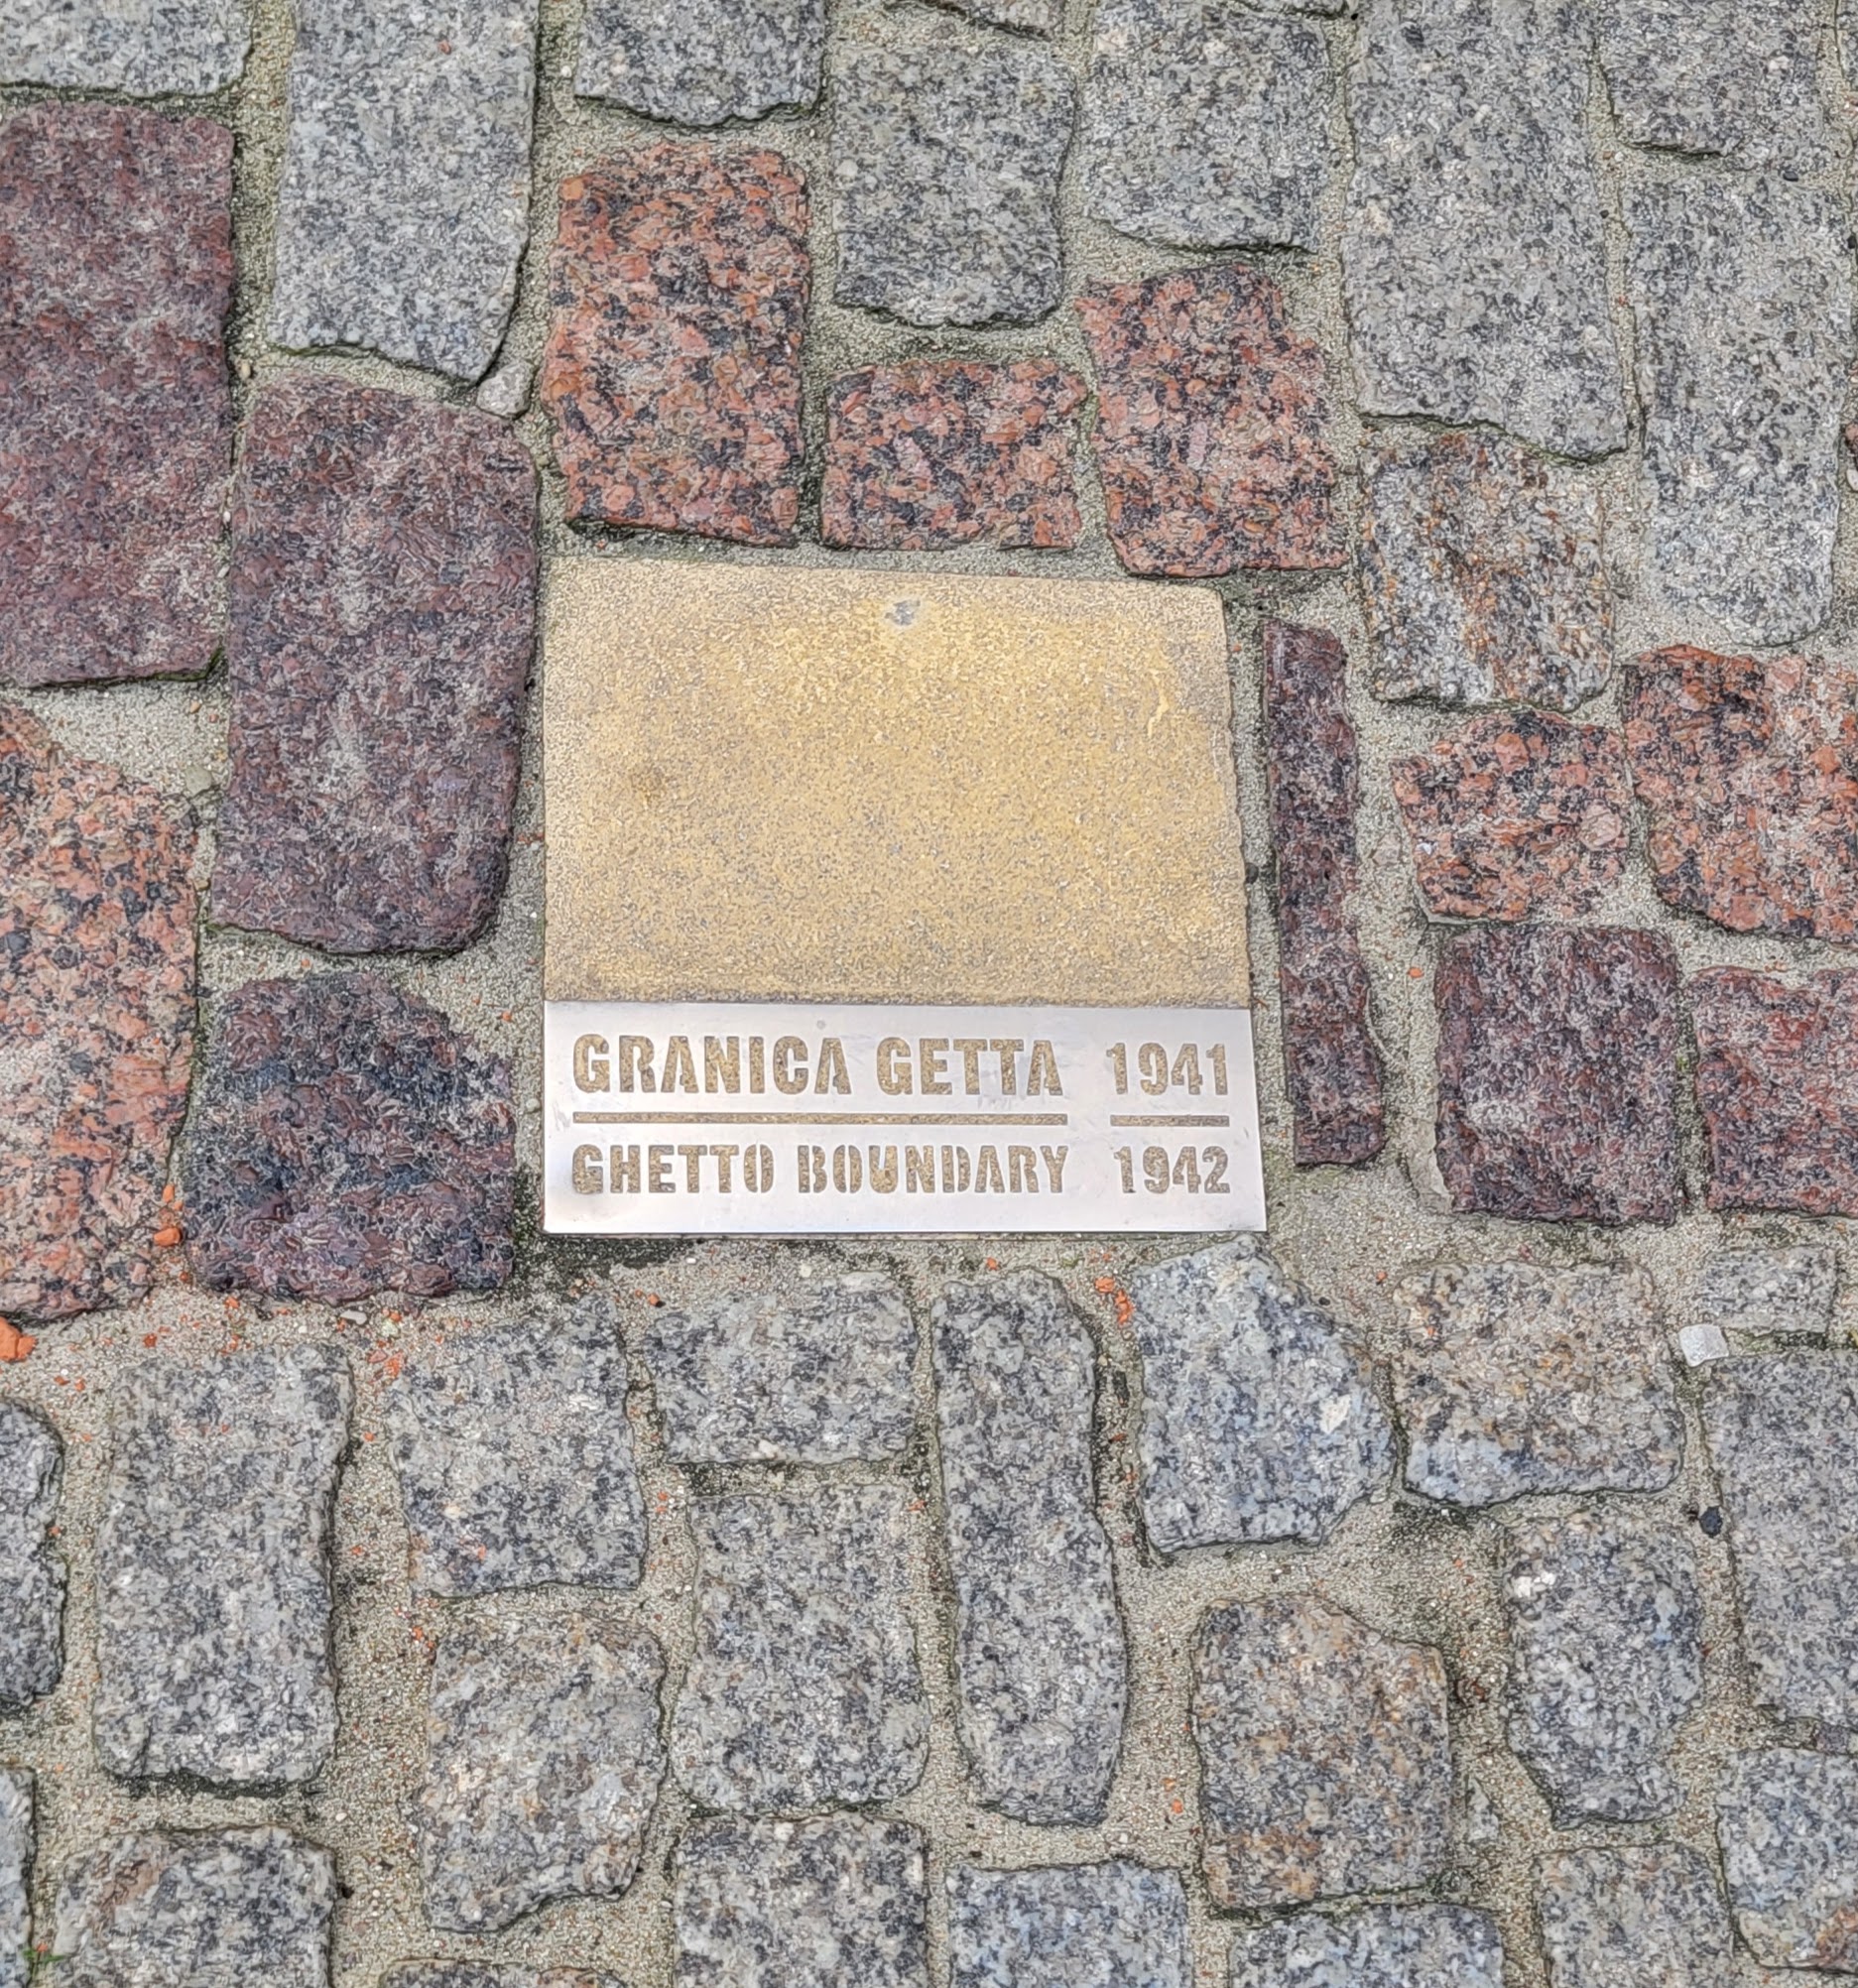 GRANICA GETTA 1941
GHETTO BOUNDARY 1942